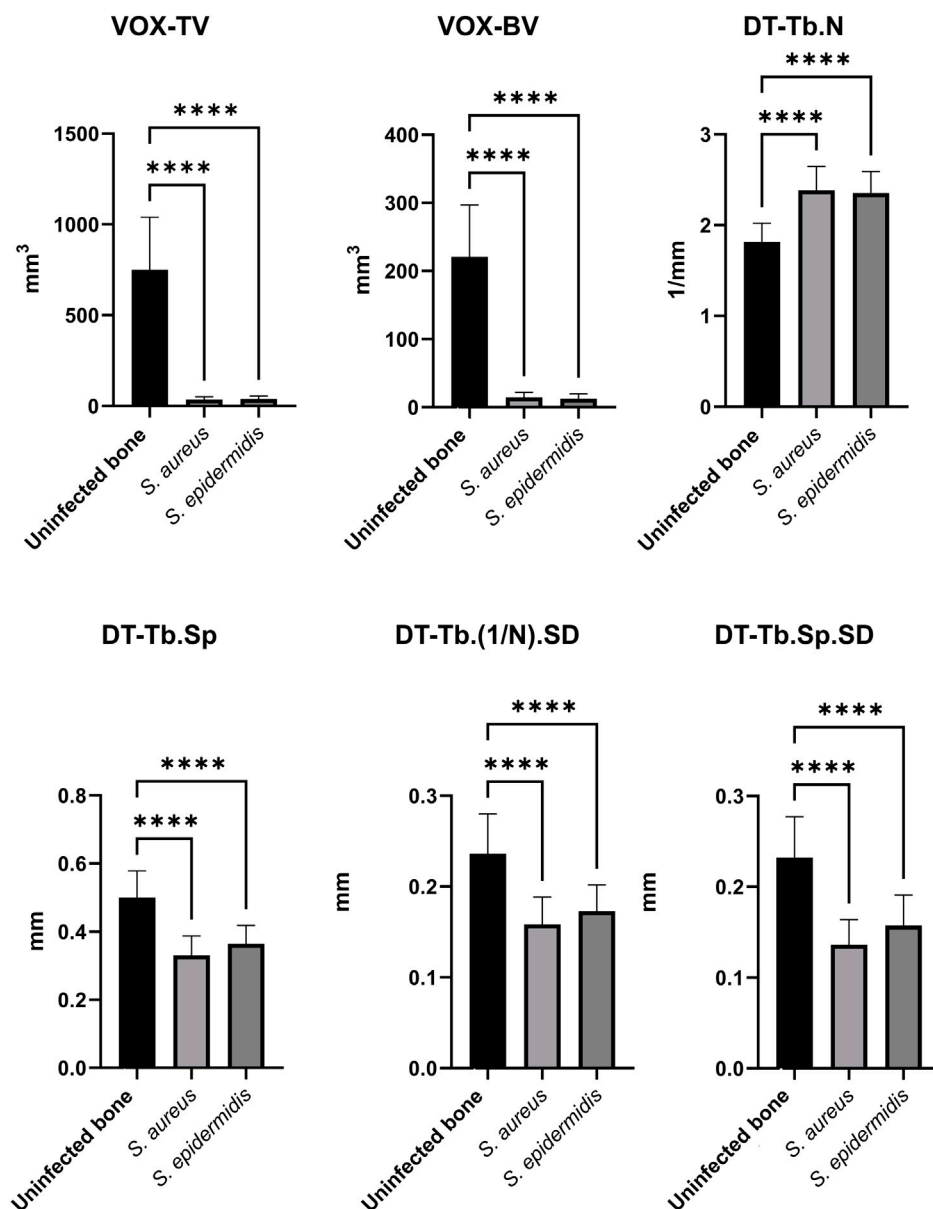 VOX-TV
VOX-BV
DT-Tb.N
****
****
1500
1000
500
0
mm³
Uninfected bone
S. aureus
S. epidermidis
****
****
400
300
200
100
0
mm³
Uninfected bone
S. aureus
S. epidermidis
****
****
3
2
1
0
1/mm
Uninfected bone
S. aureus
S. epidermidis
DT-Tb.Sp
DT-Tb.(1/N).SD
DT-Tb.Sp.SD
****
****
0.8
0.6
0.4
0.2
0.0
mm
Uninfected bone
S. aureus
S. epidermidis
****
****
0.3
0.2
0.1
0.0
mm
Uninfected bone
S. aureus
S. epidermidis
****
****
0.3
0.2
0.1
0.0
mm
Uninfected bone
S. aureus
S. epidermidis